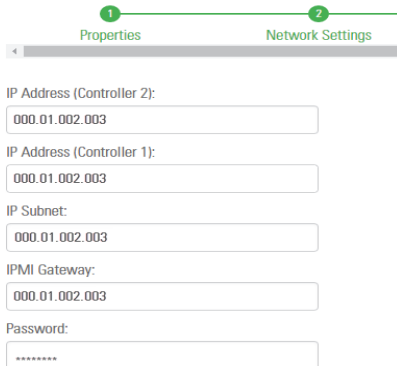 1 2
Properties Network Settings
IP Address (Controller 2):
000.01.002.003
IP Address (Controller 1):
000.01.002.003
IP Subnet:
000.01.002.003
IPMI Gateway:
000.01.002.003
Password:
********